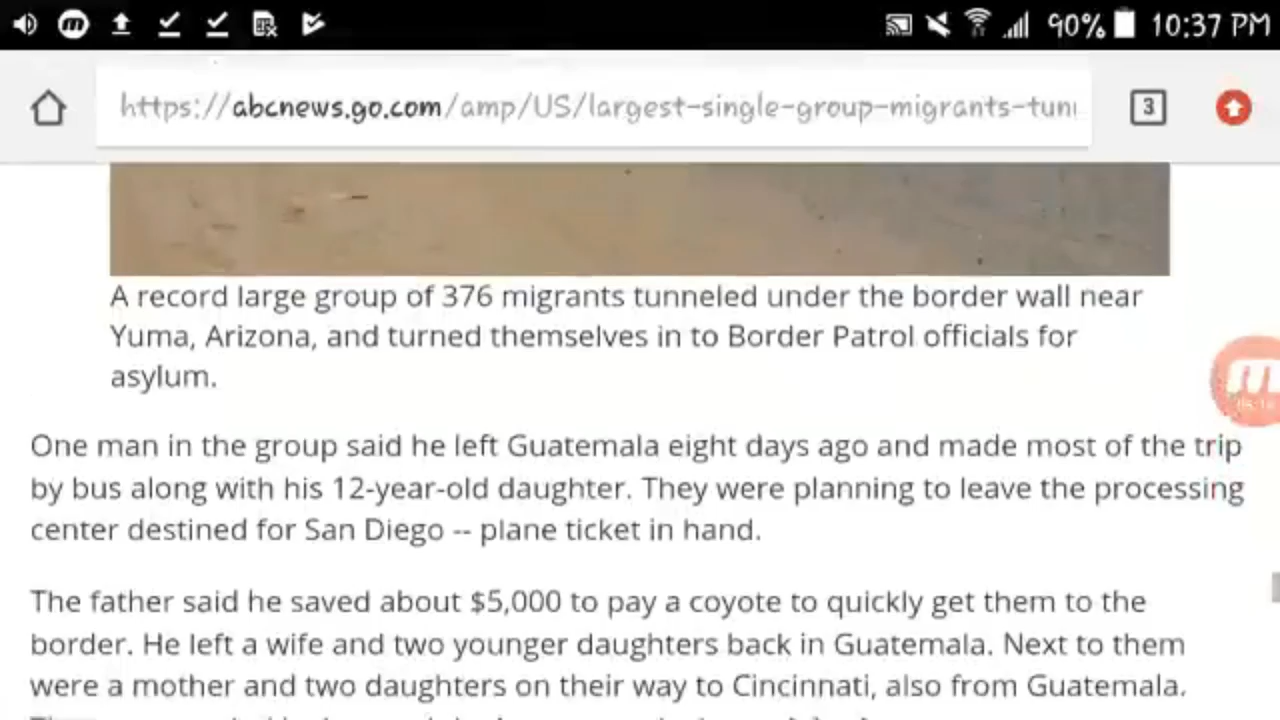 90% 10:37 PM
https://abcnews.go.com/amp/US/largest-single-group-migrants-tun
3
A record large group of 376 migrants tunneled under the border wall near
Yuma, Arizona, and turned themselves in to Border Patrol officials for
asylum.
One man in the group said he left Guatemala eight days ago and made most of the trip
by bus along with his 12-year-old daughter. They were planning to leave the processing
center destined for San Diego -- plane ticket in hand.
The father said he saved about $5,000 to pay a coyote to quickly get them to the
border. He left a wife and two younger daughters back in Guatemala. Next to them
were a mother and two daughters on their way to Cincinnati, also from Guatemala.